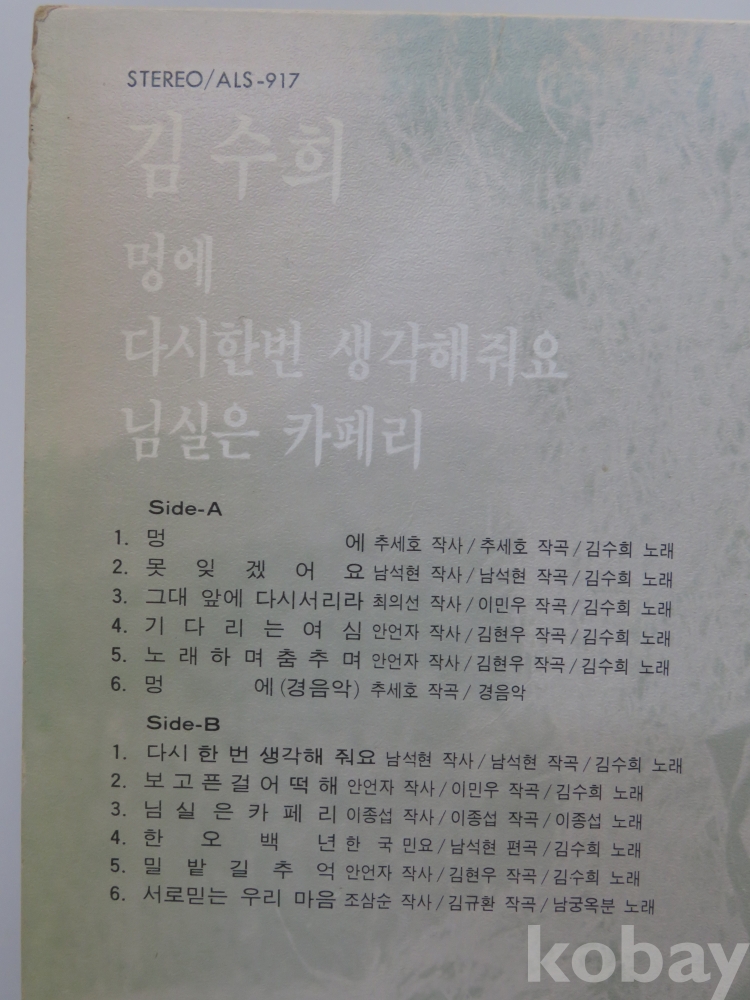 STEREO/ALS-917
김수희
멍에
다시한번 생각해줘요
님실은 카페리
Side-A
1. 멍 에 추세호 작사/추세호 작곡/김수희 노래
2. 못 잊 겠 어 요 남석현 작사/남석현 작곡/김수희 노래
3. 그대 앞에 다시서리라 최의선 작사/이민우 작곡/김수희 노래
4. 기 다 리 는 여 심 안언자 작사/김현우 작곡/김수희 노래
5. 노 래 하 며 춤 추 며 안언자 작사/김현우 작곡/김수희 노래
6. 멍 에 (경음악) 추세호 작곡/경음악
Side-B
1. 다시 한 번 생각해 줘요 남석현 작사/남석현 작곡/김수희 노래
2. 보 고 픈 걸 어 떡 해 안언자 작사/이민우 작곡/김수희 노래
3. 님 실 은 카 페 리 이종섭 작사/이종섭 작곡/이종섭 노래
4. 한 오 백 년 한 국 민요/남석현 편곡/김수희 노래
5. 밀 밭 길 추 억 안언자 작사/김현우 작곡/김수희 노래
6. 서로믿는 우리 마음 조삼순 작사/김규환 작곡/남궁옥분 노래
kobay